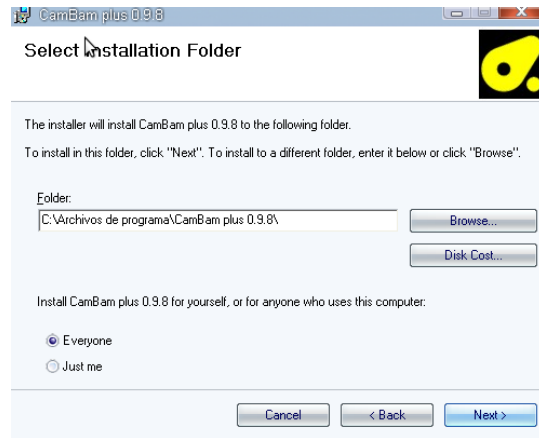 CamBam plus 0.9.8
Select Installation Folder
The installer will install CamBam plus 0.9.8 to the following folder.
To install in this folder, click "Next". To install to a different folder, enter it below or click "Browse".
Folder:
C:\Archivos de programa\CamBam plus 0.9.8\
Browse...
Disk Cost...
Install CamBam plus 0.9.8 for yourself, or for anyone who uses this computer:
Everyone
Just me
Cancel
< Back
Next >